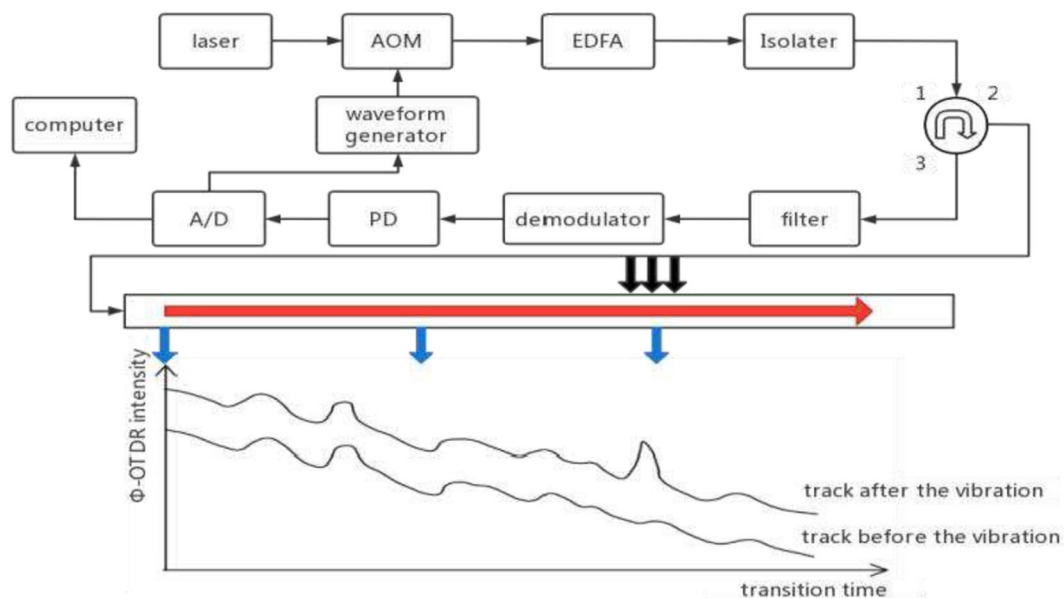 laser
AOM
EDFA
Isolater
1
2
3
computer
waveform
generator
A/D
PD
demodulator
filter
Φ-OTDR intensity
track after the vibration
track before the vibration
transition time